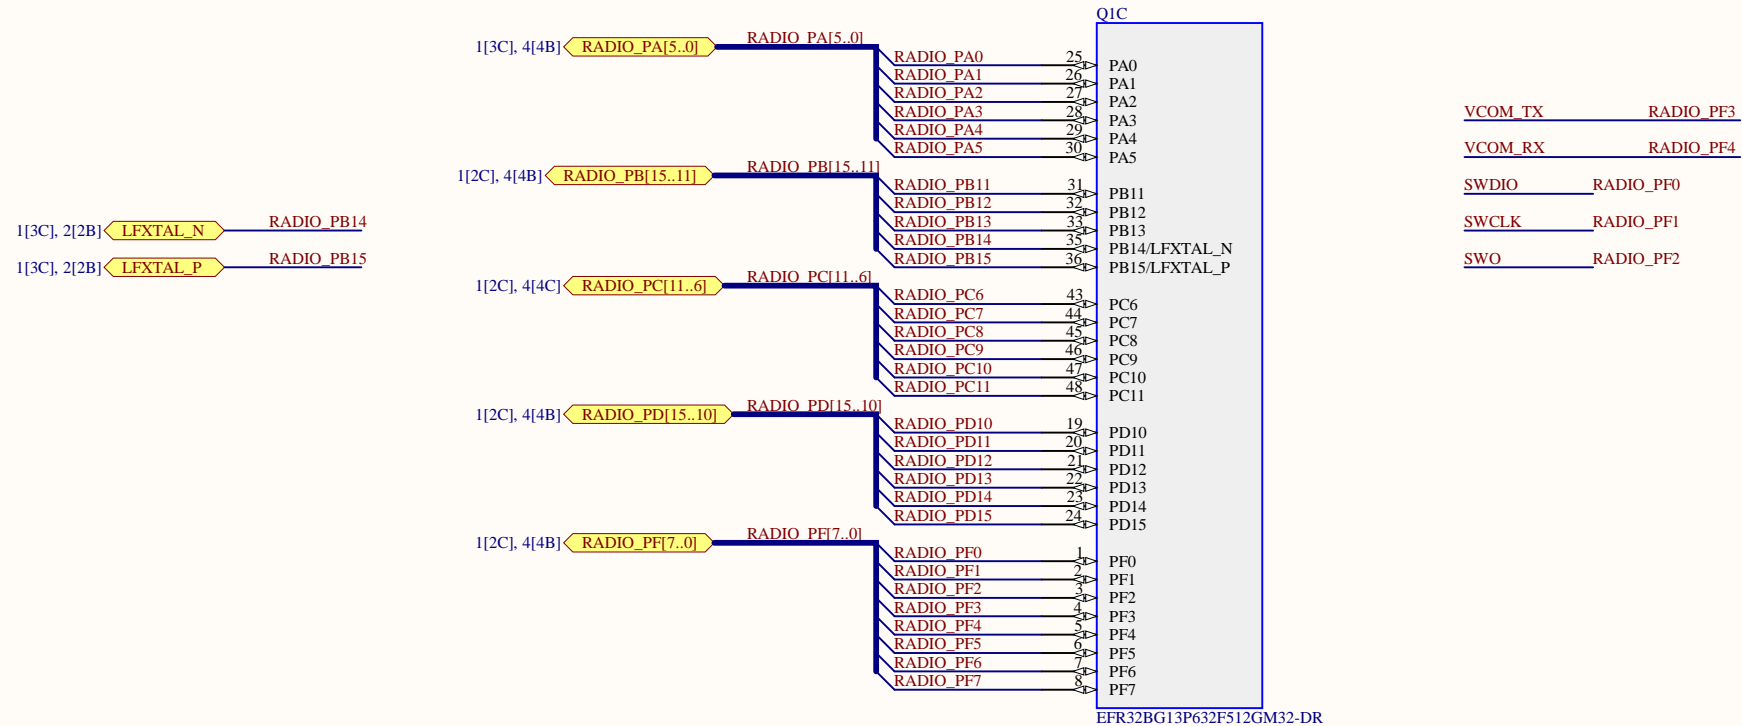 Q1C
1[3C], 4[4B] RADIO_PA[5..0] RADIO_PA[5..0]
RADIO_PA0 25 PA0
RADIO_PA1 26 PA1
RADIO_PA2 27 PA2
RADIO_PA3 28 PA3
RADIO_PA4 29 PA4
RADIO_PA5 30 PA5
1[2C], 4[4B] RADIO_PB[15..11] RADIO_PB[15..11]
RADIO_PB11 31 PB11
RADIO_PB12 32 PB12
RADIO_PB13 33 PB13
RADIO_PB14 35 PB14/LFXTAL_N
RADIO_PB15 36 PB15/LFXTAL_P
1[3C], 2[2B] LFXTAL_N RADIO_PB14
1[3C], 2[2B] LFXTAL_P RADIO_PB15
1[2C], 4[4C] RADIO_PC[11..6] RADIO_PC[11..6]
RADIO_PC6 43 PC6
RADIO_PC7 44 PC7
RADIO_PC8 45 PC8
RADIO_PC9 46 PC9
RADIO_PC10 47 PC10
RADIO_PC11 48 PC11
1[2C], 4[4B] RADIO_PD[15..10] RADIO_PD[15..10]
RADIO_PD10 19 PD10
RADIO_PD11 20 PD11
RADIO_PD12 21 PD12
RADIO_PD13 22 PD13
RADIO_PD14 23 PD14
RADIO_PD15 24 PD15
1[2C], 4[4B] RADIO_PF[7..0] RADIO_PF[7..0]
RADIO_PF0 1 PF0
RADIO_PF1 2 PF1
RADIO_PF2 3 PF2
RADIO_PF3 4 PF3
RADIO_PF4 5 PF4
RADIO_PF5 6 PF5
RADIO_PF6 7 PF6
RADIO_PF7 8 PF7
EFR32BG13P632F512GM32-DR
VCOM_TX RADIO_PF3
VCOM_RX RADIO_PF4
SWDIO RADIO_PF0
SWCLK RADIO_PF1
SWO RADIO_PF2